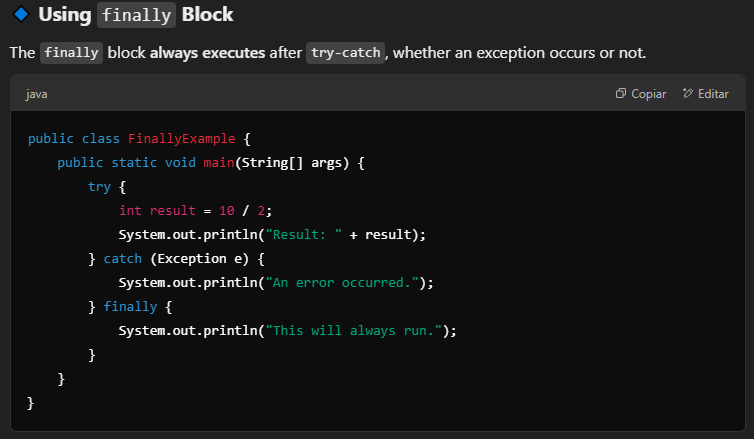 Using finally Block
The finally block always executes after try-catch, whether an exception occurs or not.
java Copiar Editar
public class FinallyExample {
    public static void main(String[] args) {
        try {
            int result = 10 / 2;
            System.out.println("Result: " + result);
        } catch (Exception e) {
            System.out.println("An error occurred.");
        } finally {
            System.out.println("This will always run.");
        }
    }
}